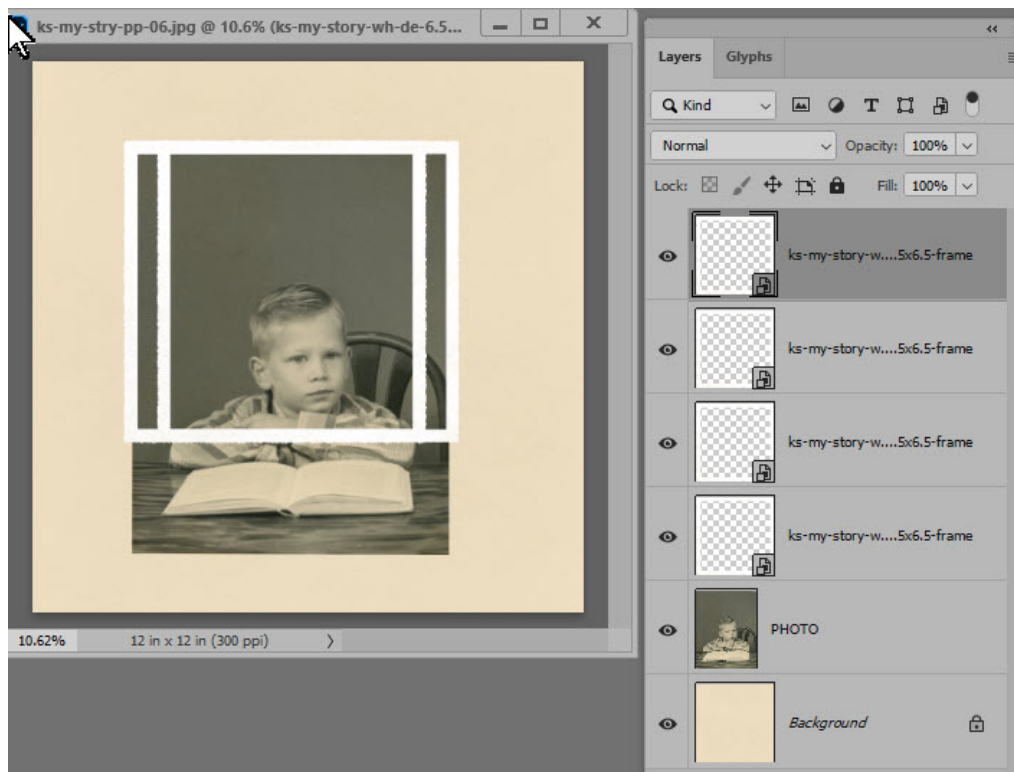 ks-my-stry-pp-06.jpg @ 10.6% (ks-my-story-wh-de-6.5...
10.62%
12 in x 12 in (300 ppi)
Layers
Glyphs
Kind
T
Normal
Opacity: 100%
Lock:
Fill: 100%
ks-my-story-w....5x6.5-frame
ks-my-story-w....5x6.5-frame
ks-my-story-w....5x6.5-frame
ks-my-story-w....5x6.5-frame
PHOTO
Background